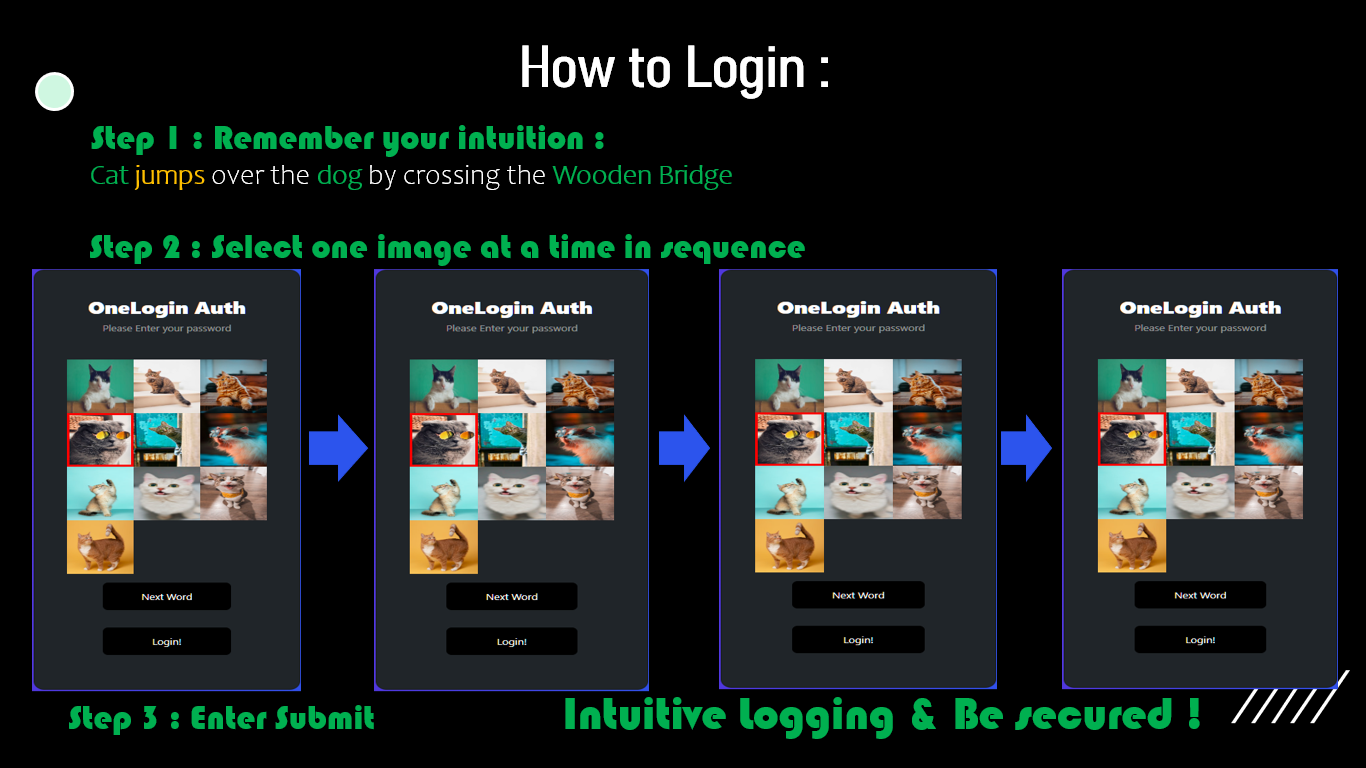 How to Login :
Step 1 : Remember your intuition :
Cat jumps over the dog by crossing the Wooden Bridge
Step 2 : Select one image at a time in sequence
OneLogin Auth
Please Enter your password
Next Word
Login!
OneLogin Auth
Please Enter your password
Next Word
Login!
OneLogin Auth
Please Enter your password
Next Word
Login!
OneLogin Auth
Please Enter your password
Next Word
Login!
Step 3 : Enter Submit
Intuitive Logging & Be secured !